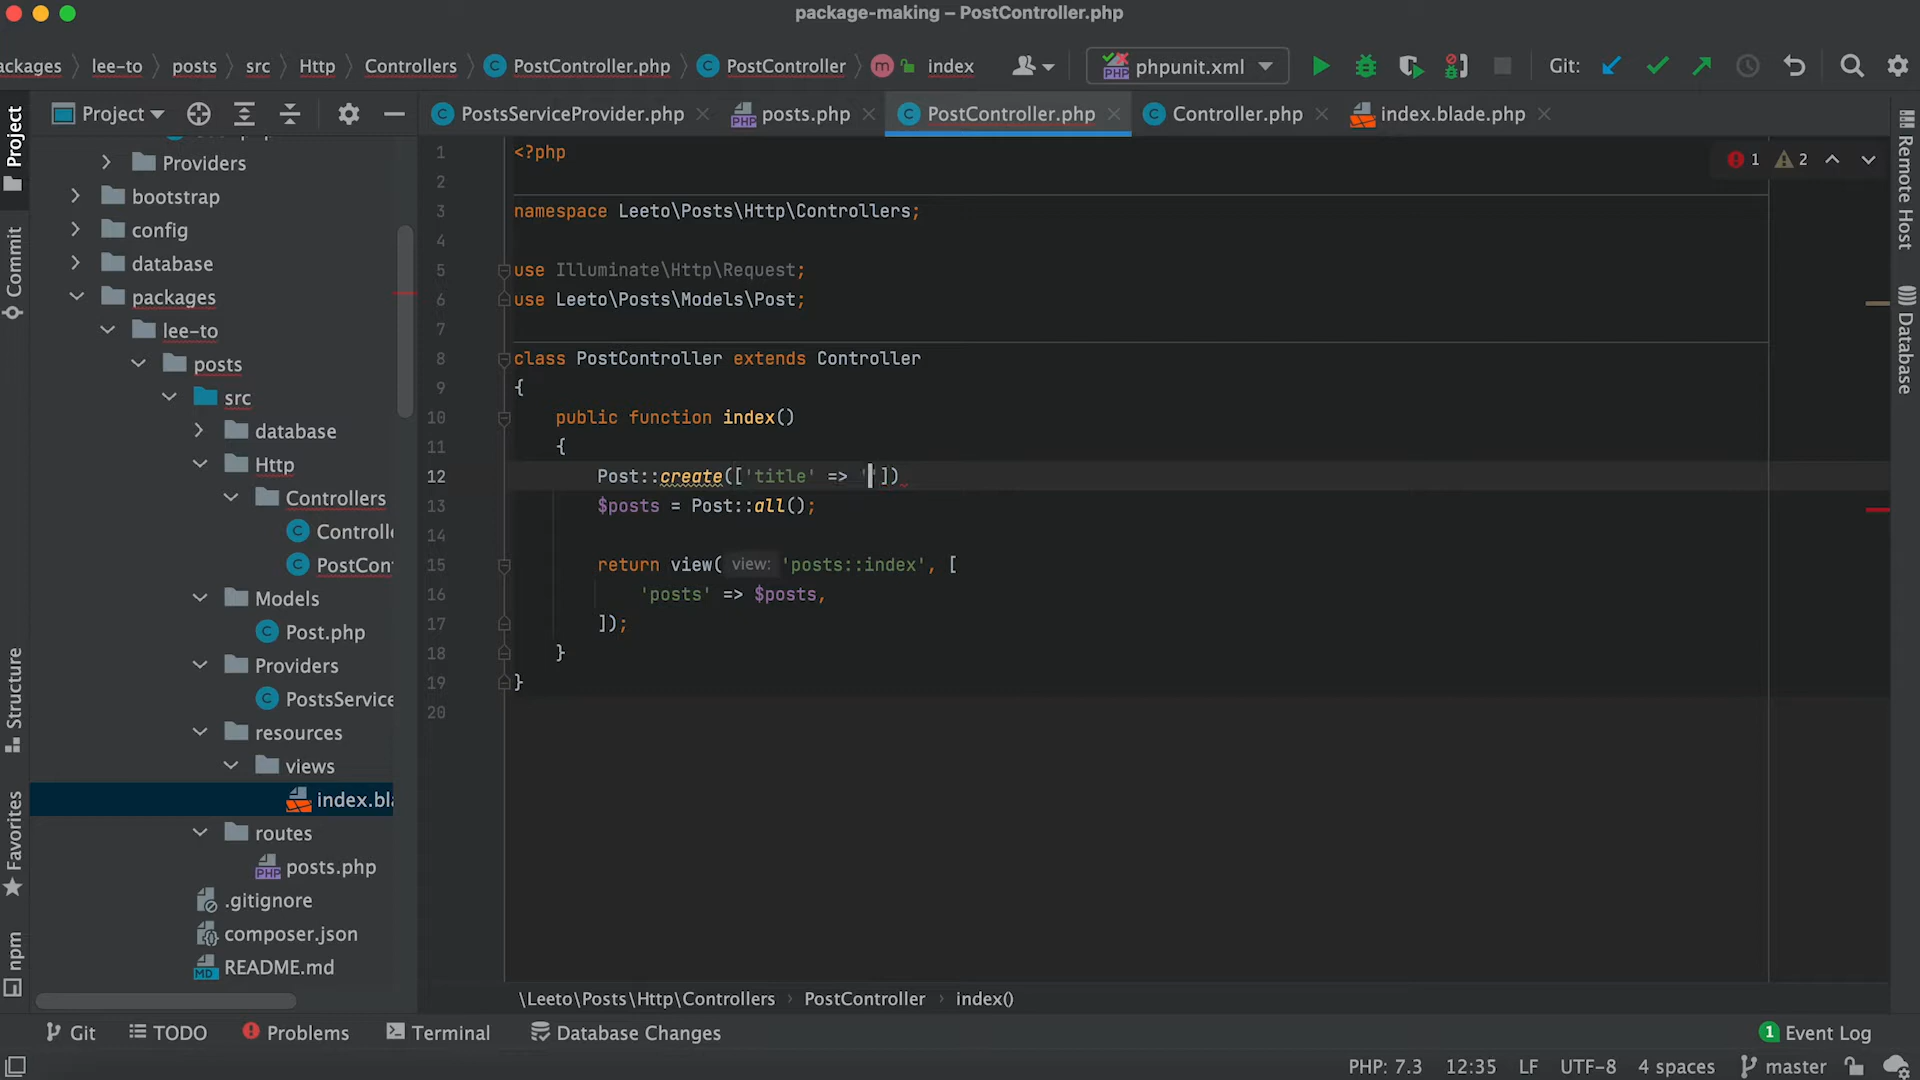 package-making – PostController.php
ackages
lee-to
posts
src
Http
Controllers
PostController.php
PostController
m
index
phpunit.xml
Git:
Project
PostsServiceProvider.php
posts.php
PostController.php
Controller.php
index.blade.php
Project
Commit
Structure
Favorites
npm
Remote Host
Database
Providers
bootstrap
config
database
packages
lee-to
posts
src
database
Http
Controllers
Controlle
PostCon
Models
Post.php
Providers
PostsService
resources
views
index.bl
routes
posts.php
.gitignore
composer.json
README.md
1 2
1 <?php
2
3 namespace Leeto\Posts\Http\Controllers;
4
5 use Illuminate\Http\Request;
6 use Leeto\Posts\Models\Post;
7
8 class PostController extends Controller
9 {
10 public function index()
11 {
12 Post::create(['title' => ''])
13 $posts = Post::all();
14
15 return view( view: 'posts::index', [
16 'posts' => $posts,
17 ]);
18 }
19 }
20
\Leeto\Posts\Http\Controllers
PostController
index()
Git
TODO
Problems
Terminal
Database Changes
1 Event Log
PHP: 7.3
12:35
LF
UTF-8
4 spaces
master